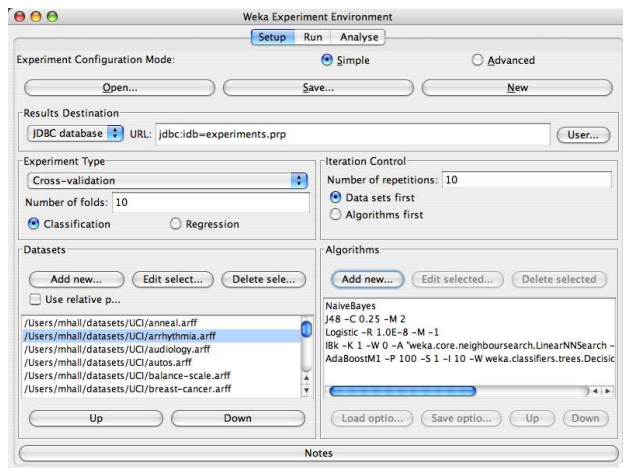 Weka Experiment Environment
Setup Run Analyse
Experiment Configuration Mode: Simple Advanced
Open... Save... New
Results Destination
JDBC database URL: jdbc:idb=experiments.prp User...
Experiment Type
Cross-validation
Number of folds: 10
Classification Regression
Iteration Control
Number of repetitions: 10
Data sets first
Algorithms first
Datasets
Add new... Edit select... Delete sele...
Use relative p...
/Users/mhall/datasets/UCI/anneal.arff
/Users/mhall/datasets/UCI/arrhythmia.arff
/Users/mhall/datasets/UCI/audiology.arff
/Users/mhall/datasets/UCI/autos.arff
/Users/mhall/datasets/UCI/balance-scale.arff
/Users/mhall/datasets/UCI/breast-cancer.arff
Up Down
Algorithms
Add new... Edit selected... Delete selected
NaiveBayes
J48 -C 0.25 -M 2
Logistic -R 1.0E-8 -M -1
IBk -K 1 -W 0 -A "weka.core.neighboursearch.LinearNNSearch -
AdaBoostM1 -P 100 -S 1 -I 10 -W weka.classifiers.trees.Decisic
Load optio... Save optio... Up Down
Notes